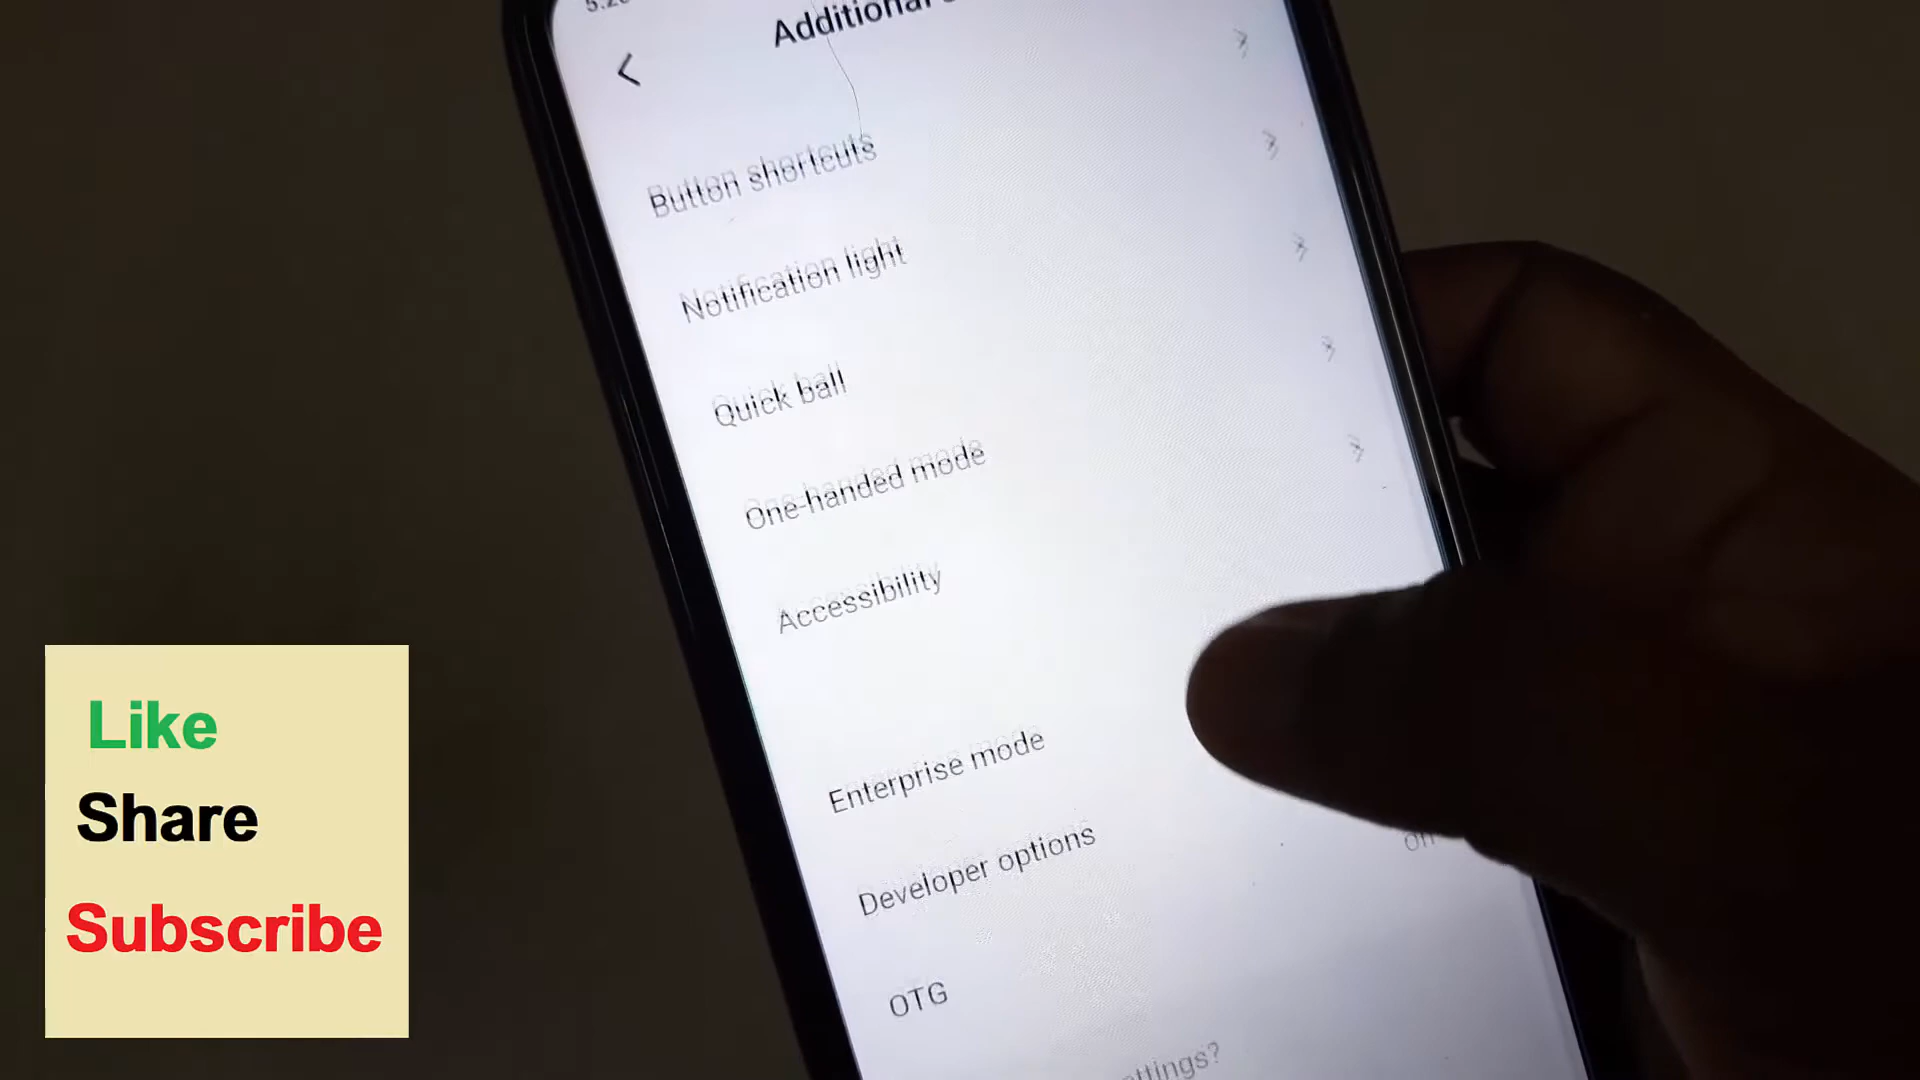 Additional
Button shortcuts
Notification light
Quick ball
One-handed mode
Accessibility
Enterprise mode
Developer options
On
OTG
Like
Share
Subscribe